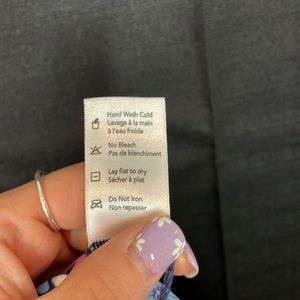 Hand Wash Cold
Lavage à la main
à l'eau froide
No Bleach
Pas de blanchiment
Lay flat to dry
Sécher à plat
Do Not Iron
Non repasser